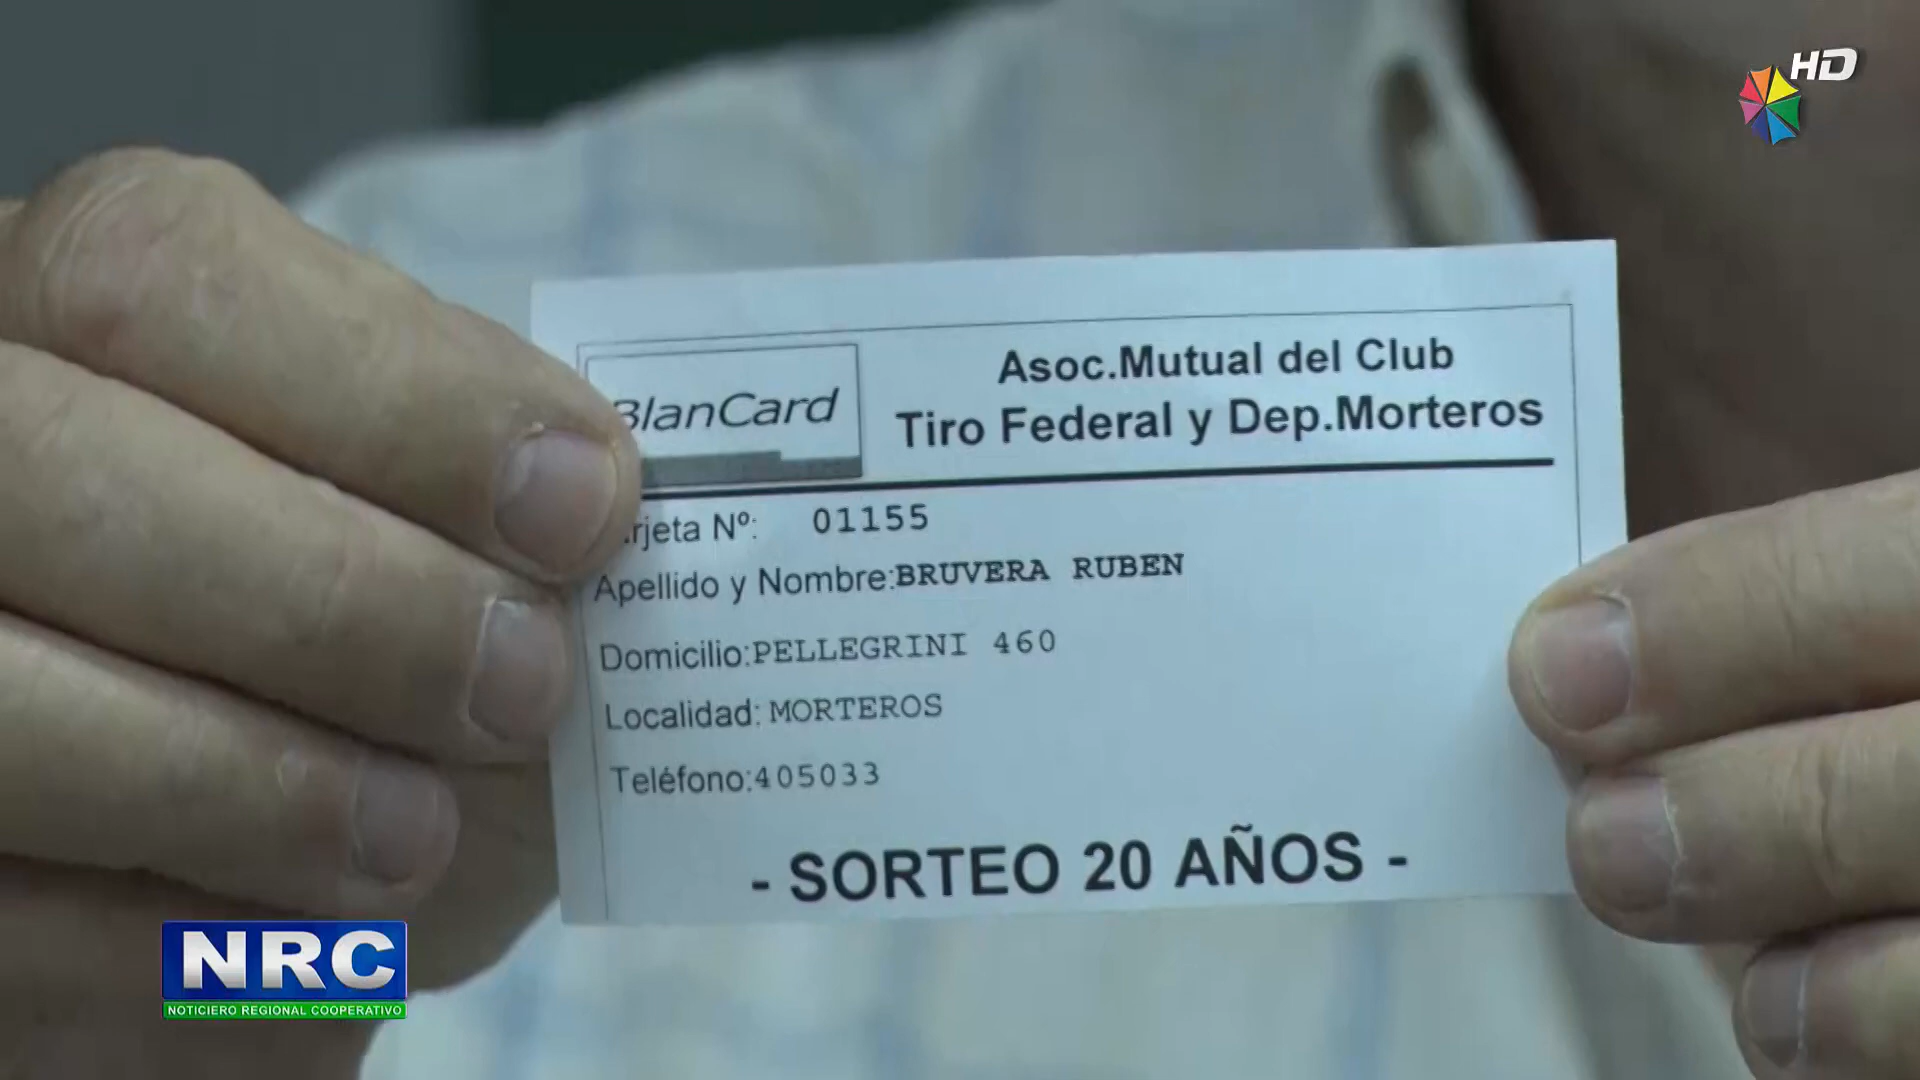 HD
Asoc.Mutual del Club
BlanCard
Tiro Federal y Dep.Morteros
Nº: 01155
Apellido y Nombre:BRUVERA RUBEN
Domicilio:PELLEGRINI 460
Localidad: MORTEROS
Teléfono:405033
- SORTEO 20 AÑOS -
NRC
NOTICIERO REGIONAL COOPERATIVO